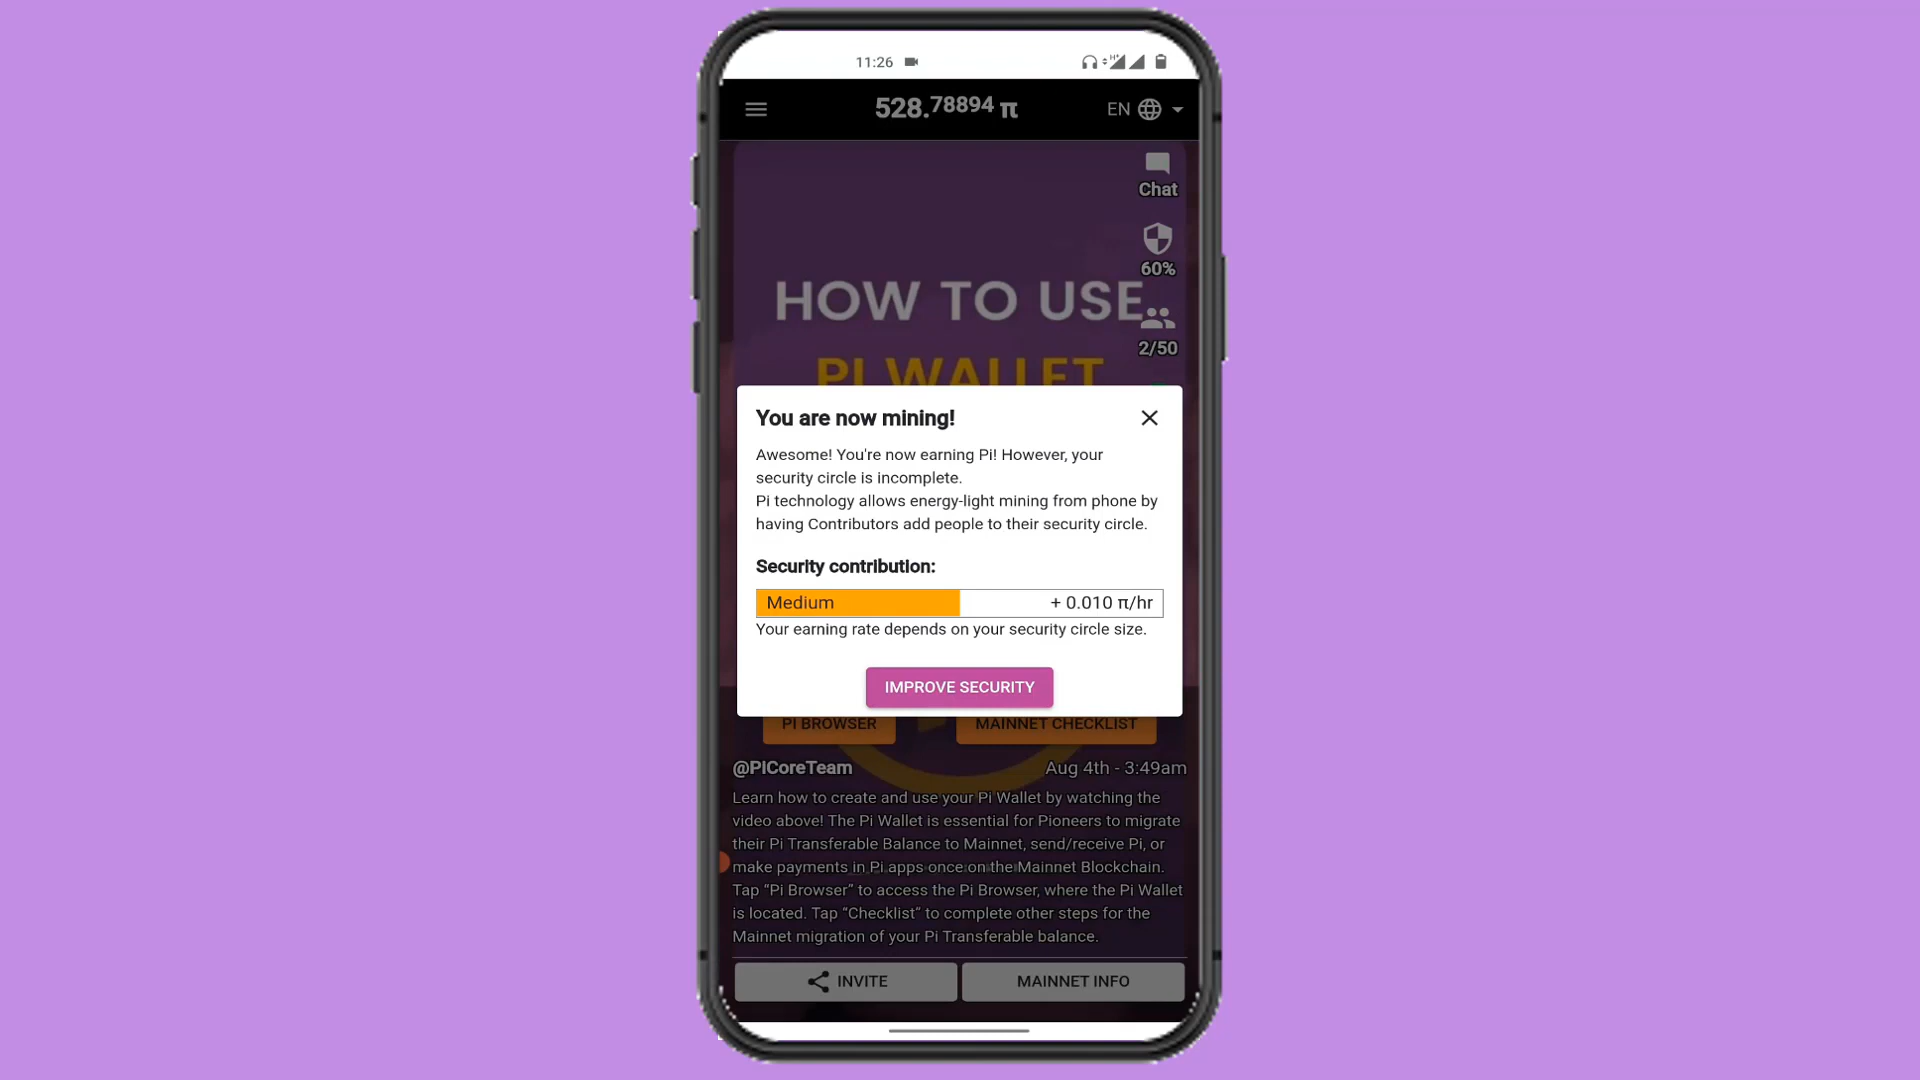 11:26
528.78894 π
EN
Chat
60%
HOW TO USE
2/50
PI WALLET
You are now mining!
Awesome! You're now earning Pi! However, your
security circle is incomplete.
Pi technology allows energy-light mining from phone by
having Contributors add people to their security circle.
Security contribution:
Medium + 0.010 π/hr
Your earning rate depends on your security circle size.
IMPROVE SECURITY
PI BROWSER MAINNET CHECKLIST
@PiCoreTeam Aug 4th - 3:49am
Learn how to create and use your Pi Wallet by watching the
video above! The Pi Wallet is essential for Pioneers to migrate
their Pi Transferable Balance to Mainnet, send/receive Pi, or
make payments in Pi apps once on the Mainnet Blockchain.
Tap “Pi Browser” to access the Pi Browser, where the Pi Wallet
is located. Tap “Checklist” to complete other steps for the
Mainnet migration of your Pi Transferable balance.
INVITE MAINNET INFO